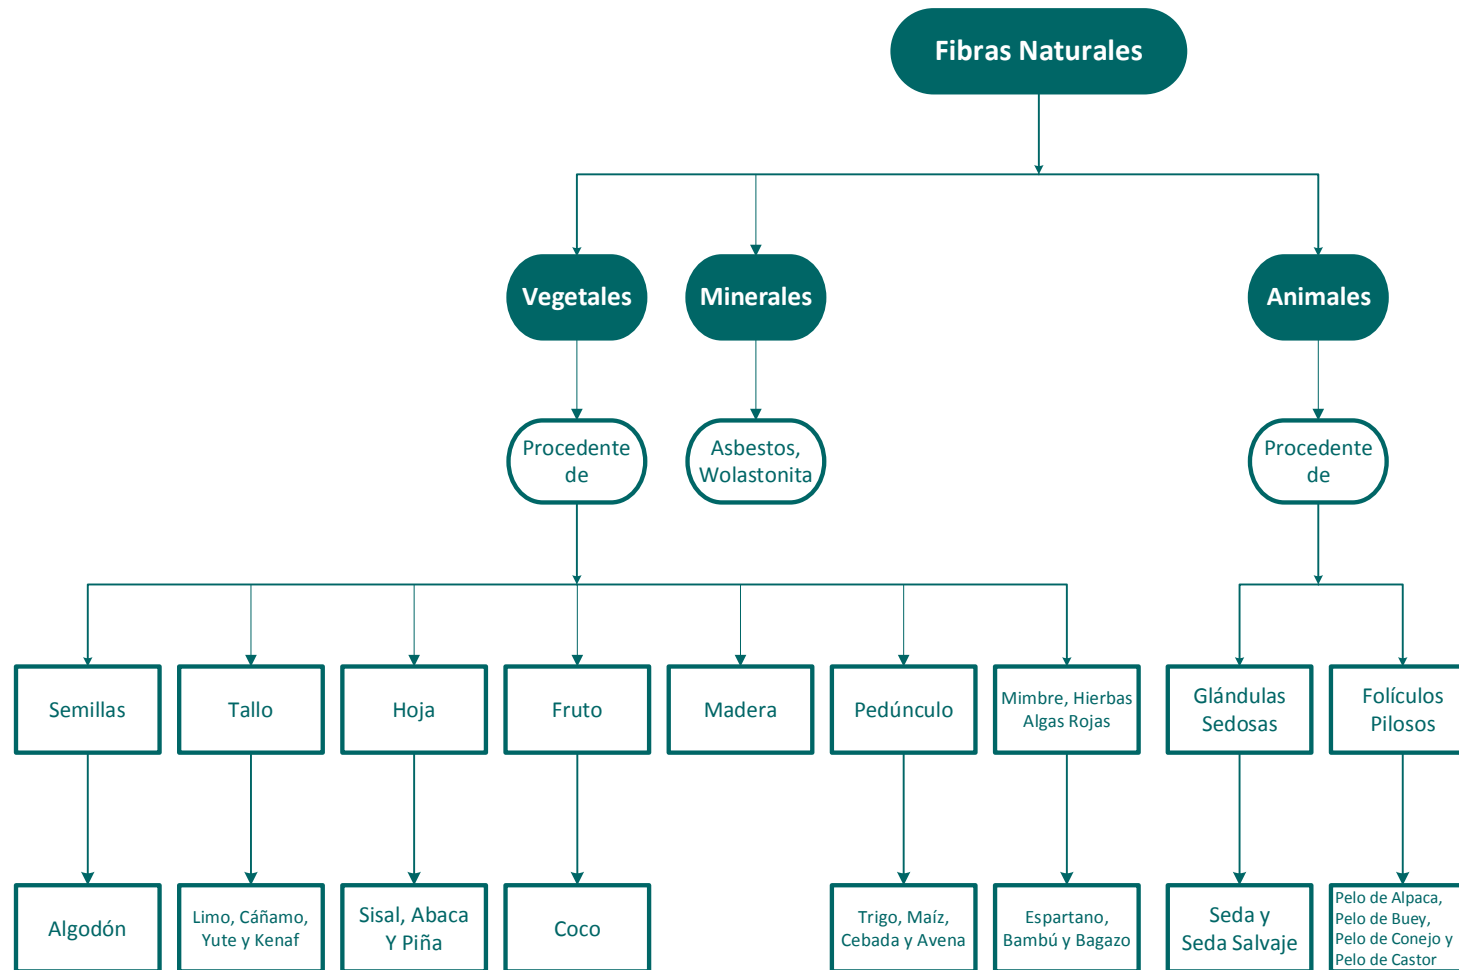 Fibras Naturales
Vegetales
Minerales
Animales
Procedente
de
Asbestos,
Wolastonita
Procedente
de
Semillas
Tallo
Hoja
Fruto
Madera
Pedúnculo
Mimbre, Hierbas
Algas Rojas
Glándulas
Sedosas
Folículos
Pilosos
Algodón
Limo, Cáñamo,
Yute y Kenaf
Sisal, Abaca
Y Piña
Coco
Trigo, Maíz,
Cebada y Avena
Espartano,
Bambú y Bagazo
Seda y
Seda Salvaje
Pelo de Alpaca,
Pelo de Buey,
Pelo de Conejo y
Pelo de Castor